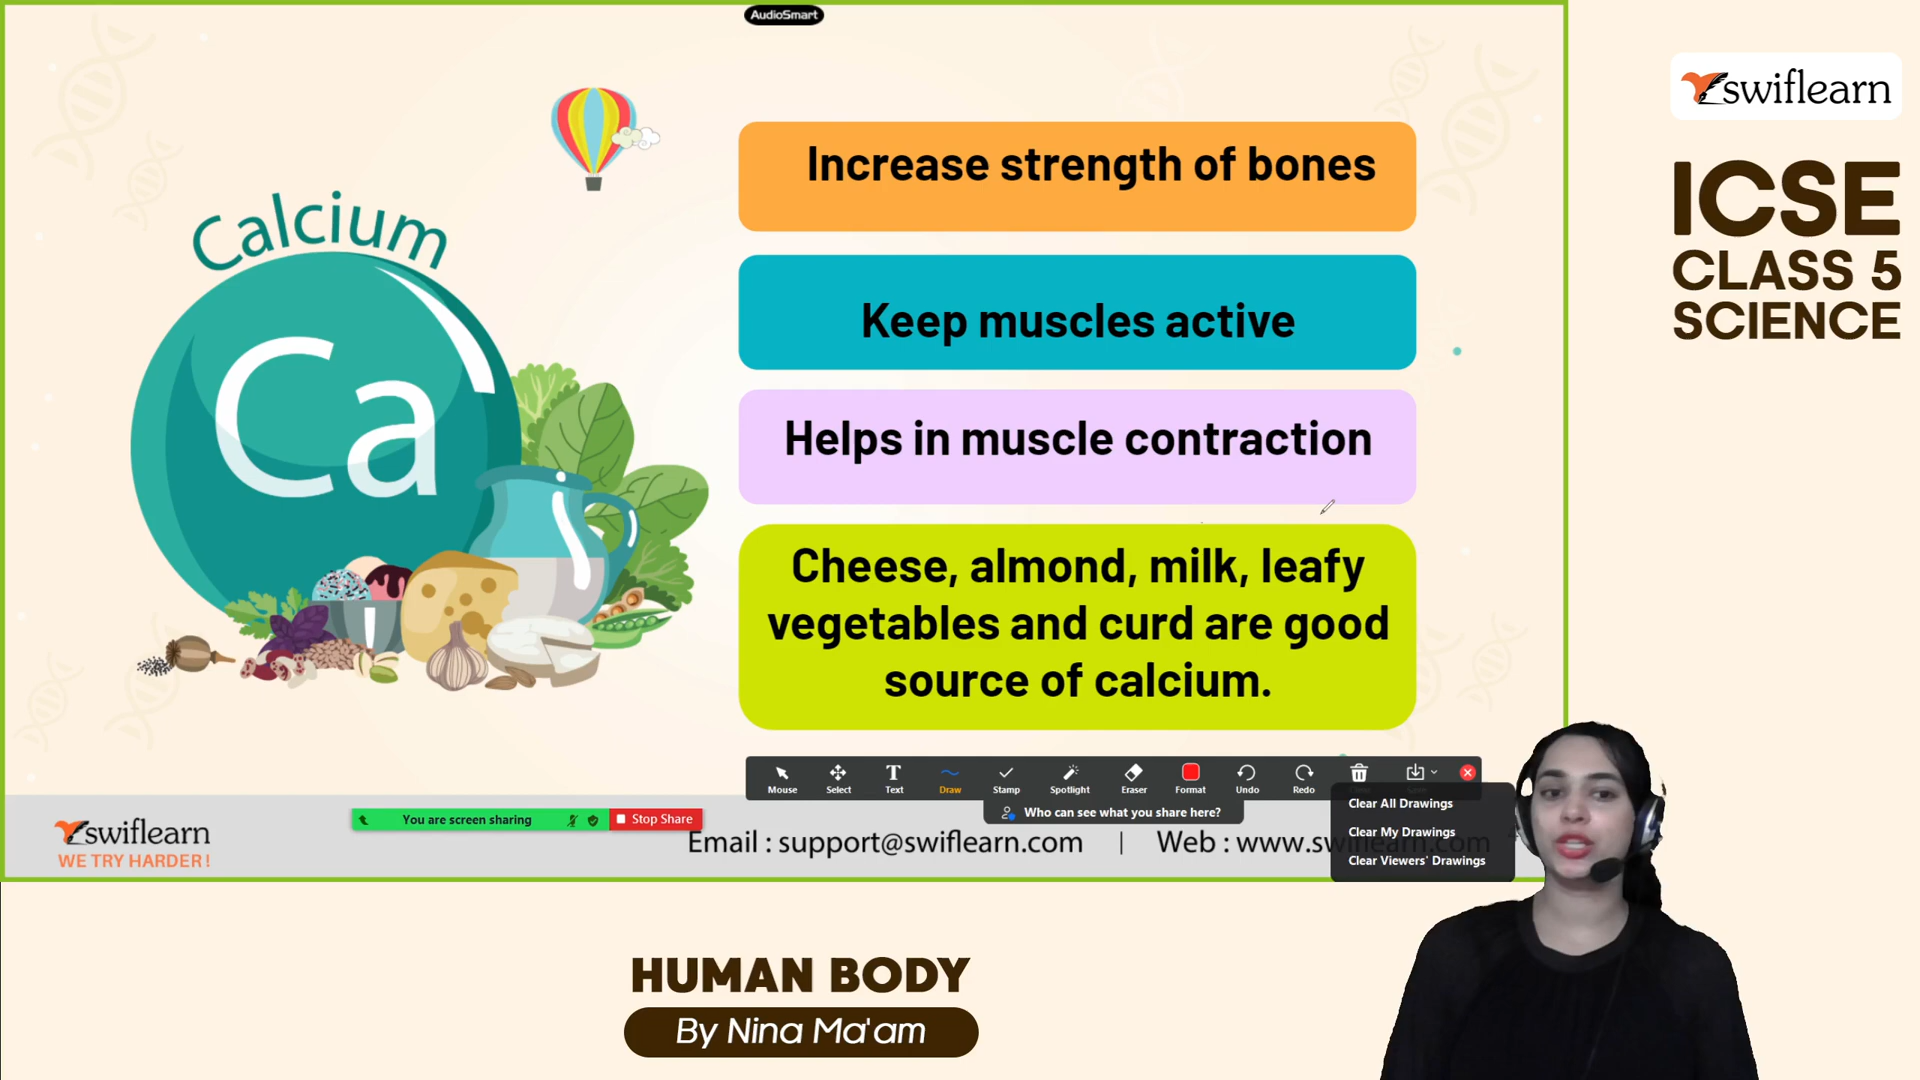 AudioSmart
swiflearn
ICSE
CLASS 5
SCIENCE
Calcium
Ca
Increase strength of bones
Keep muscles active
Helps in muscle contraction
Cheese, almond, milk, leafy
vegetables and curd are good
source of calcium.
Mouse
Select
Text
Draw
Stamp
Spotlight
Eraser
Format
Undo
Redo
Who can see what you share here?
Clear All Drawings
Clear My Drawings
Clear Viewers' Drawings
You are screen sharing
Stop Share
swiflearn
WE TRY HARDER!
Email : support@swiflearn.com | Web : www.swiflearn.com
HUMAN BODY
By Nina Ma'am